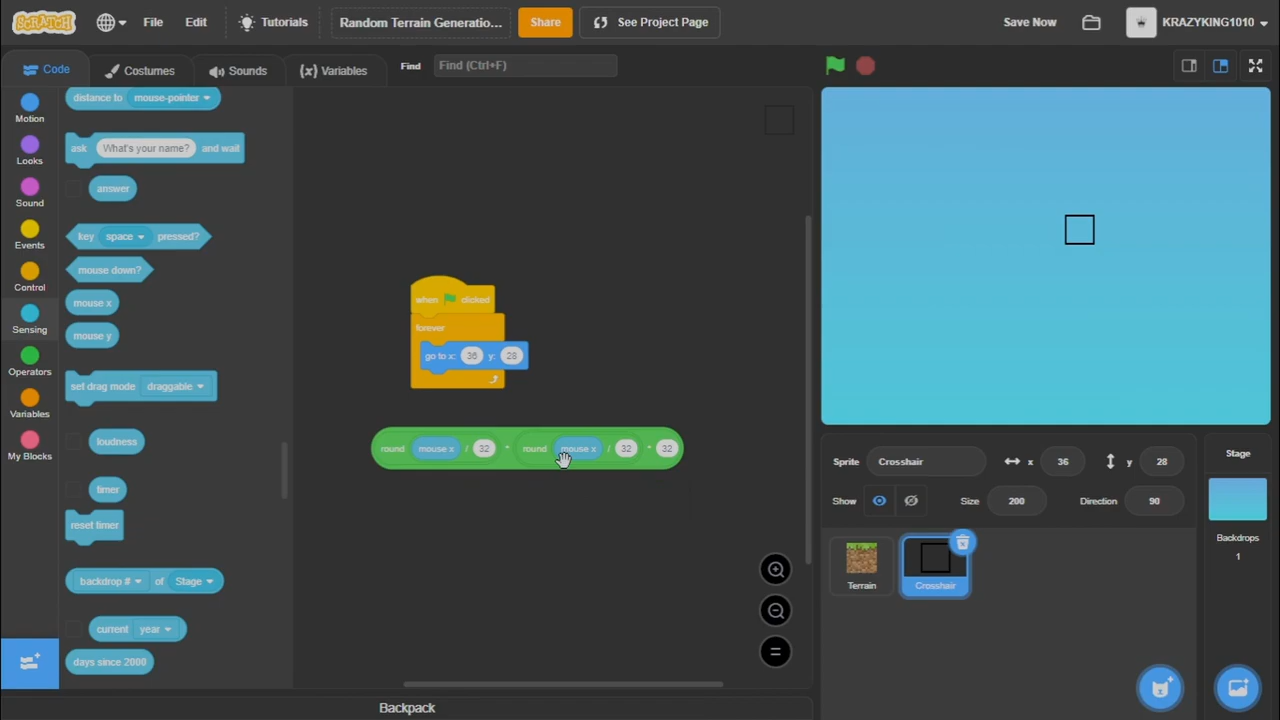 SCRATCH File Edit Tutorials Random Terrain Generatio... Share See Project Page Save Now KRAZYKING1010
Code Costumes Sounds (x) Variables Find Find (Ctrl+F)
Motion
Looks
Sound
Events
Control
Sensing
Operators
Variables
My Blocks
distance to mouse-pointer
ask What's your name? and wait
answer
key space pressed?
mouse down?
mouse x
mouse y
set drag mode draggable
loudness
timer
reset timer
backdrop # of Stage
current year
days since 2000
when clicked
forever
go to x: 36 y: 28
round mouse x / 32 * round mouse x / 32 * 32
Sprite Crosshair x 36 y 28
Show Size 200 Direction 90
Terrain
Crosshair
Stage
Backdrops
1
Backpack